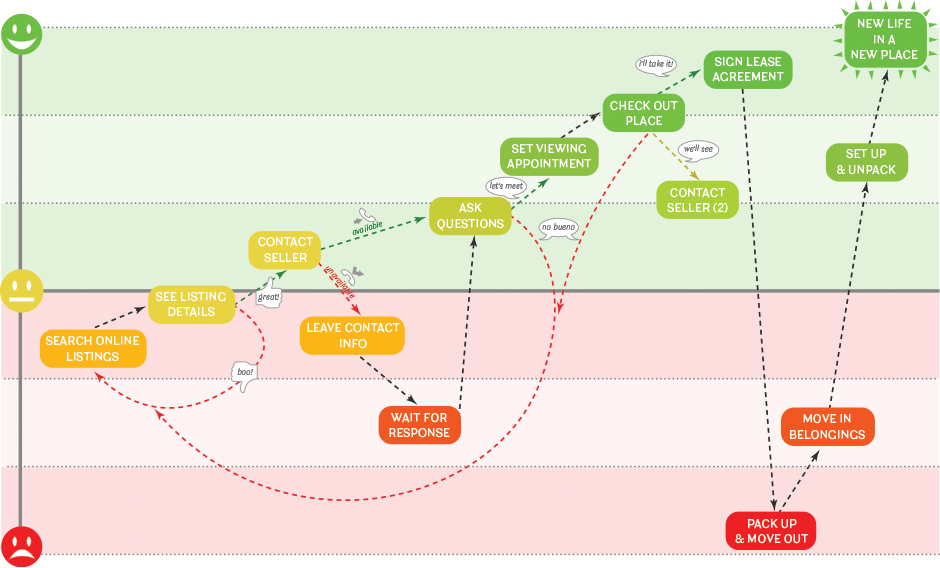 NEW LIFE
IN A
NEW PLACE
I'll take it!
SIGN LEASE
AGREEMENT
CHECK OUT
PLACE
we'll see
SET VIEWING
APPOINTMENT
SET UP
& UNPACK
let's meet
CONTACT
SELLER (2)
ASK
QUESTIONS
available
no bueno
CONTACT
SELLER
unavailable
great!
SEE LISTING
DETAILS
SEARCH ONLINE
LISTINGS
LEAVE CONTACT
INFO
boo!
WAIT FOR
RESPONSE
MOVE IN
BELONGINGS
PACK UP
& MOVE OUT